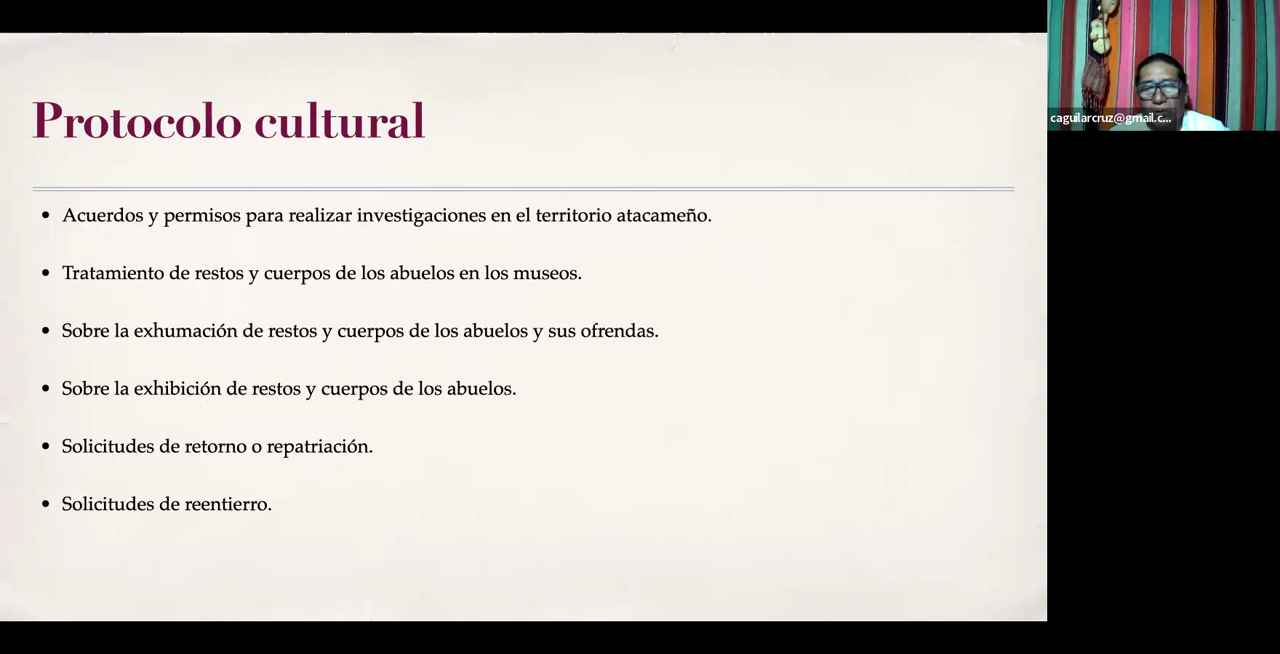 Protocolo cultural
• Acuerdos y permisos para realizar investigaciones en el territorio atacameño.
• Tratamiento de restos y cuerpos de los abuelos en los museos.
• Sobre la exhumación de restos y cuerpos de los abuelos y sus ofrendas.
• Sobre la exhibición de restos y cuerpos de los abuelos.
• Solicitudes de retorno o repatriación.
• Solicitudes de reentierro.
caguilarcruz@gmail.c...